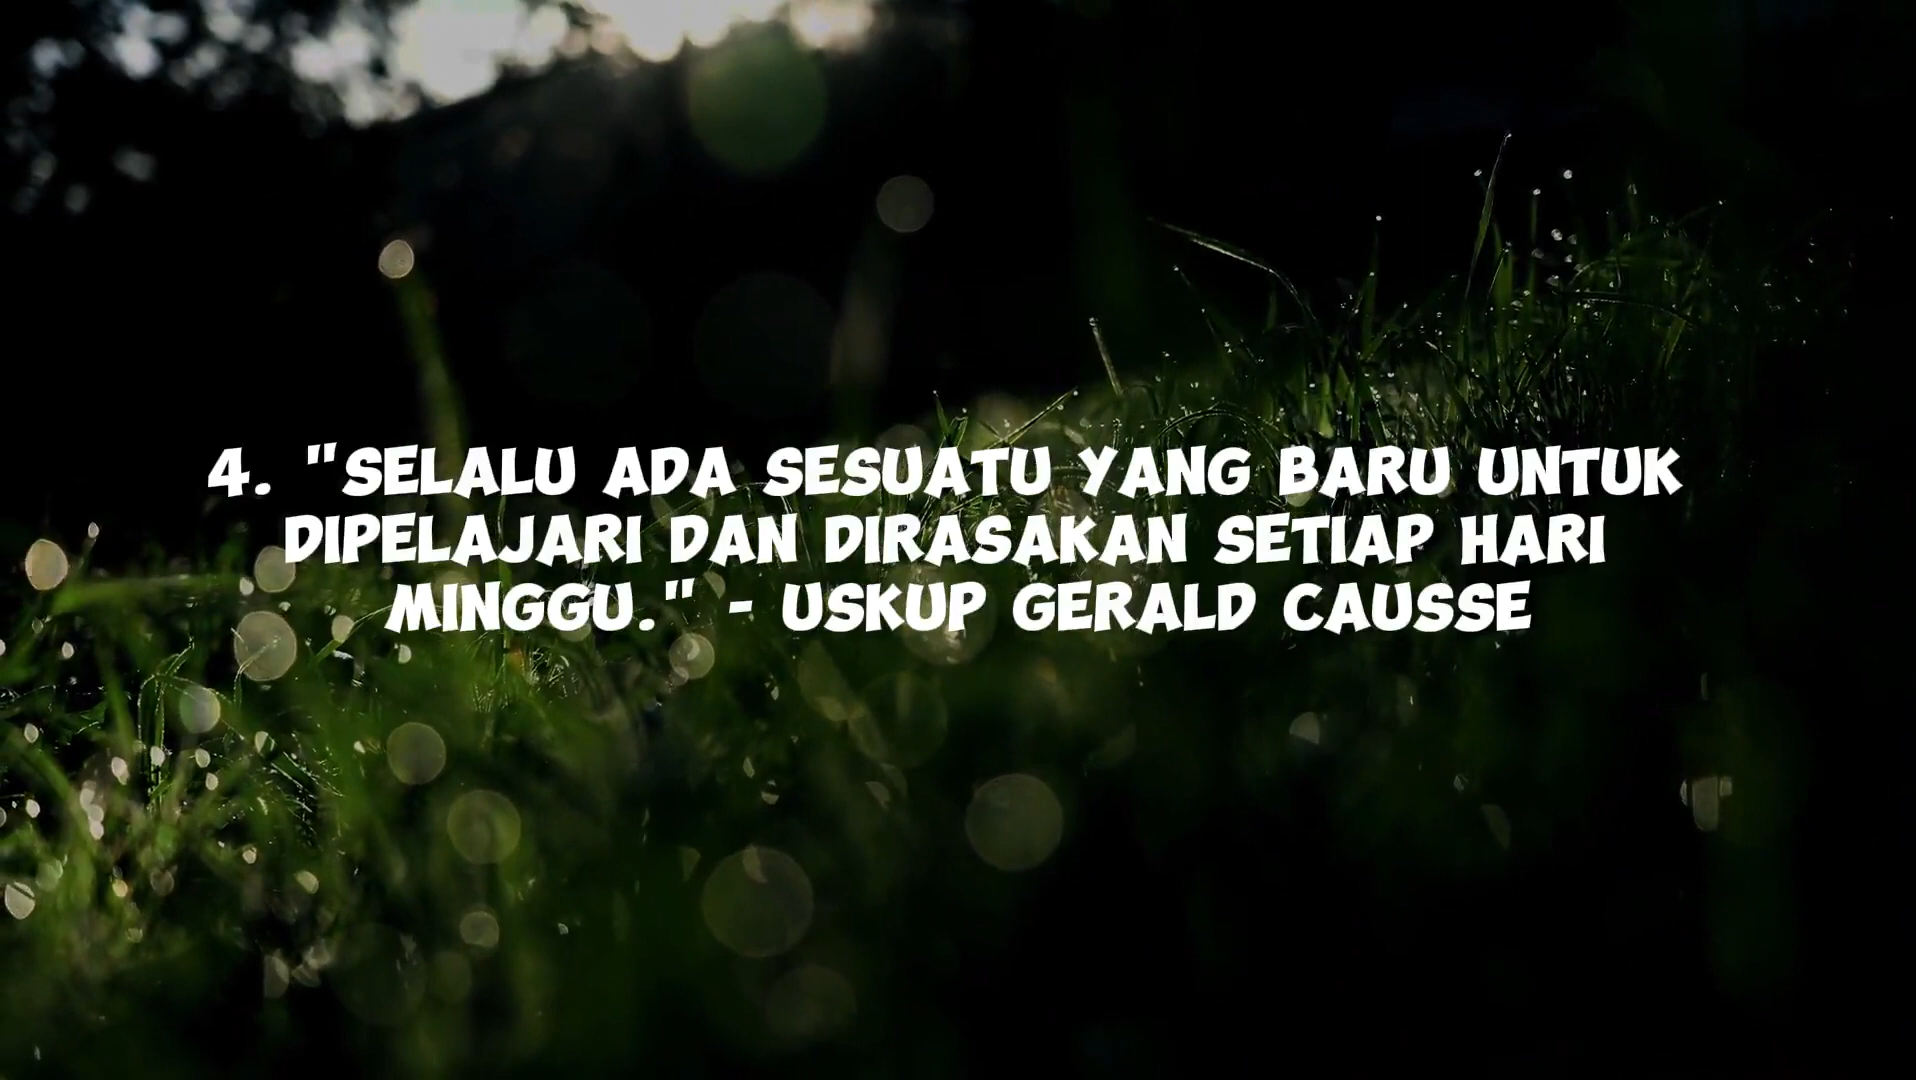 4. "SELALU ADA SESUATU YANG BARU UNTUK
DIPELAJARI DAN DIRASAKAN SETIAP HARI
MINGGU." - USKUP GERALD CAUSSE